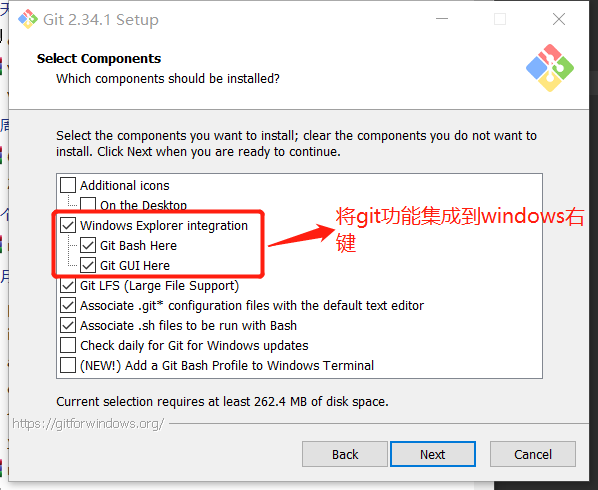 Git 2.34.1 Setup
Select Components
Which components should be installed?
Select the components you want to install; clear the components you do not want to
install. Click Next when you are ready to continue.
Additional icons
On the Desktop
Windows Explorer integration
Git Bash Here
Git GUI Here
将git功能集成到windows右
键
Git LFS (Large File Support)
Associate .git* configuration files with the default text editor
Associate .sh files to be run with Bash
Check daily for Git for Windows updates
(NEW!) Add a Git Bash Profile to Windows Terminal
Current selection requires at least 262.4 MB of disk space.
https://gitforwindows.org/
Back
Next
Cancel